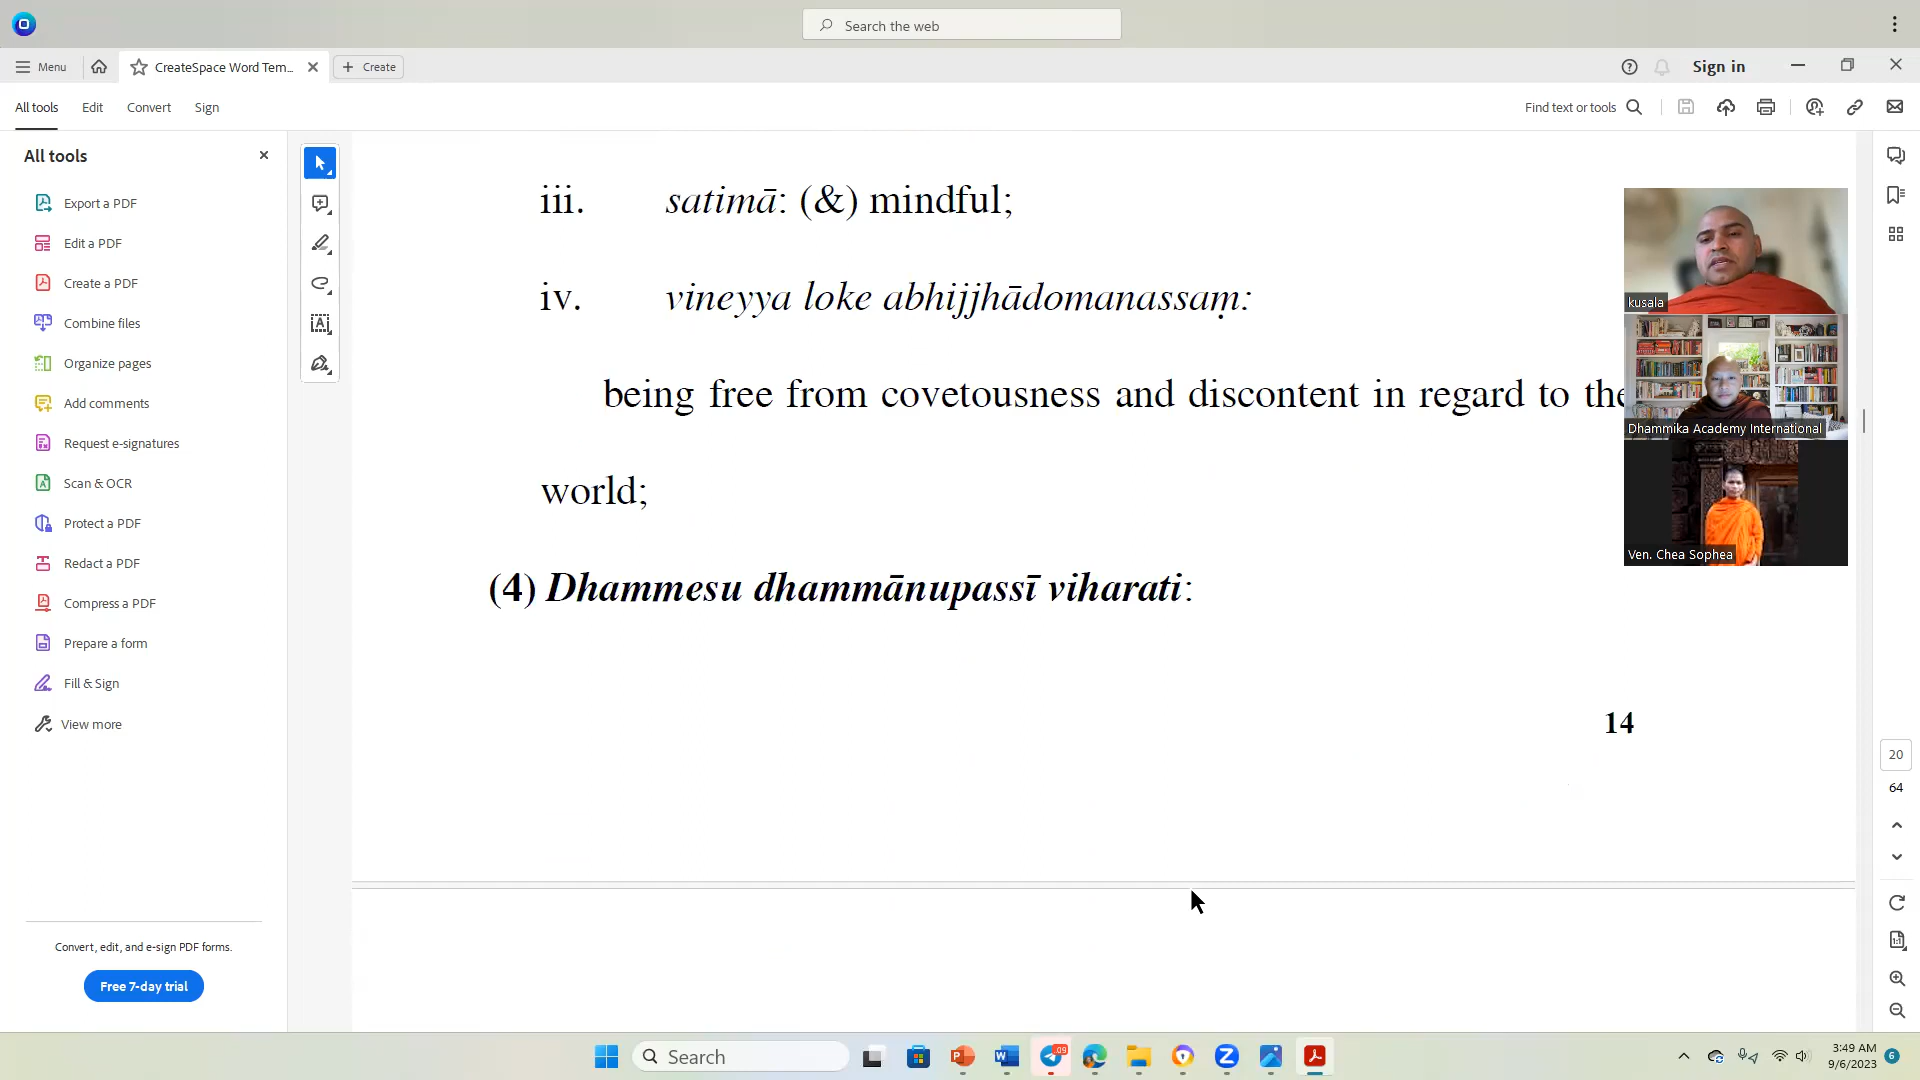 Search the web
Menu
CreateSpace Word Tem...
Create
Sign in
All tools
Edit
Convert
Sign
Find text or tools
All tools
Export a PDF
Edit a PDF
Create a PDF
Combine files
Organize pages
Add comments
Request e-signatures
Scan & OCR
Protect a PDF
Redact a PDF
Compress a PDF
Prepare a form
Fill & Sign
View more
Convert, edit, and e-sign PDF forms.
Free 7-day trial
iii. satimā: (&) mindful;
iv. vineyya loke abhijjhādomanassaṃ:
being free from covetousness and discontent in regard to the
world;
(4) Dhammesu dhammānupassī viharati:
14
kusala
Dhammika Academy International
Ven. Chea Sophea
20
64
Search
09
3:49 AM
9/6/2023
6